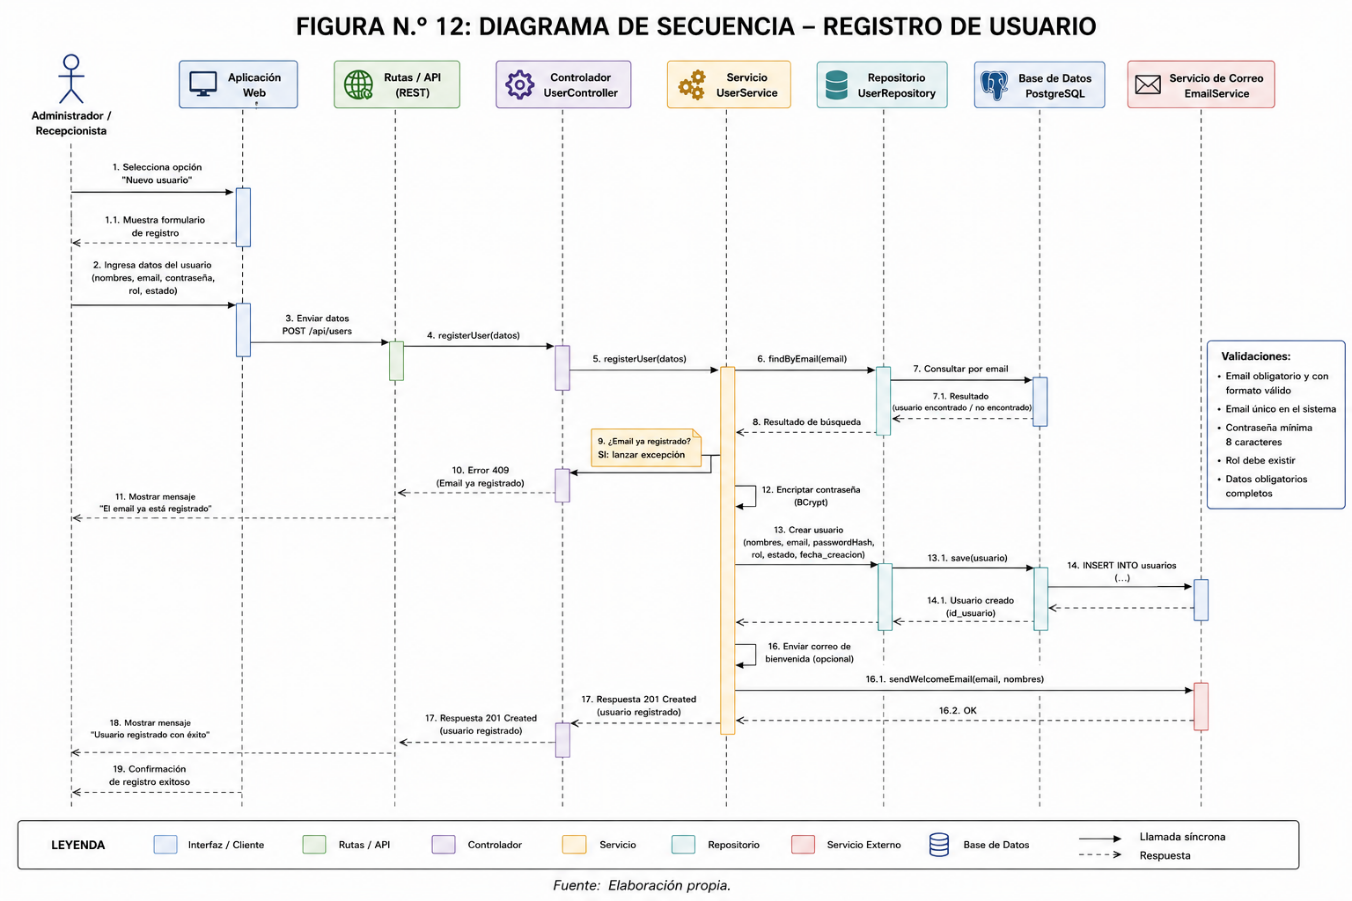 FIGURA N.° 12: DIAGRAMA DE SECUENCIA – REGISTRO DE USUARIO
Administrador /
Recepcionista
Aplicación
Web
Rutas / API
(REST)
Controlador
UserController
Servicio
UserService
Repositorio
UserRepository
Base de Datos
PostgreSQL
Servicio de Correo
EmailService
1. Selecciona opción
"Nuevo usuario"
1.1. Muestra formulario
de registro
2. Ingresa datos del usuario
(nombres, email, contraseña,
rol, estado)
3. Enviar datos
POST /api/users
4. registerUser(datos)
5. registerUser(datos)
6. findByEmail(email)
7. Consultar por email
7.1. Resultado
(usuario encontrado / no encontrado)
8. Resultado de búsqueda
9. ¿Email ya registrado?
SI: lanzar excepción
10. Error 409
(Email ya registrado)
11. Mostrar mensaje
"El email ya está registrado"
12. Encriptar contraseña
(BCrypt)
13. Crear usuario
(nombres, email, passwordHash,
rol, estado, fecha_creacion)
13.1. save(usuario)
14. INSERT INTO usuarios
(...)
14.1. Usuario creado
(id_usuario)
16. Enviar correo de
bienvenida (opcional)
16.1. sendWelcomeEmail(email, nombres)
16.2. OK
17. Respuesta 201 Created
(usuario registrado)
17. Respuesta 201 Created
(usuario registrado)
18. Mostrar mensaje
"Usuario registrado con éxito"
19. Confirmación
de registro exitoso
Validaciones:
• Email obligatorio y con
formato válido
• Email único en el sistema
• Contraseña mínima
8 caracteres
• Rol debe existir
• Datos obligatorios
completos
LEYENDA
Interfaz / Cliente
Rutas / API
Controlador
Servicio
Repositorio
Servicio Externo
Base de Datos
Llamada síncrona
Respuesta
Fuente: Elaboración propia.